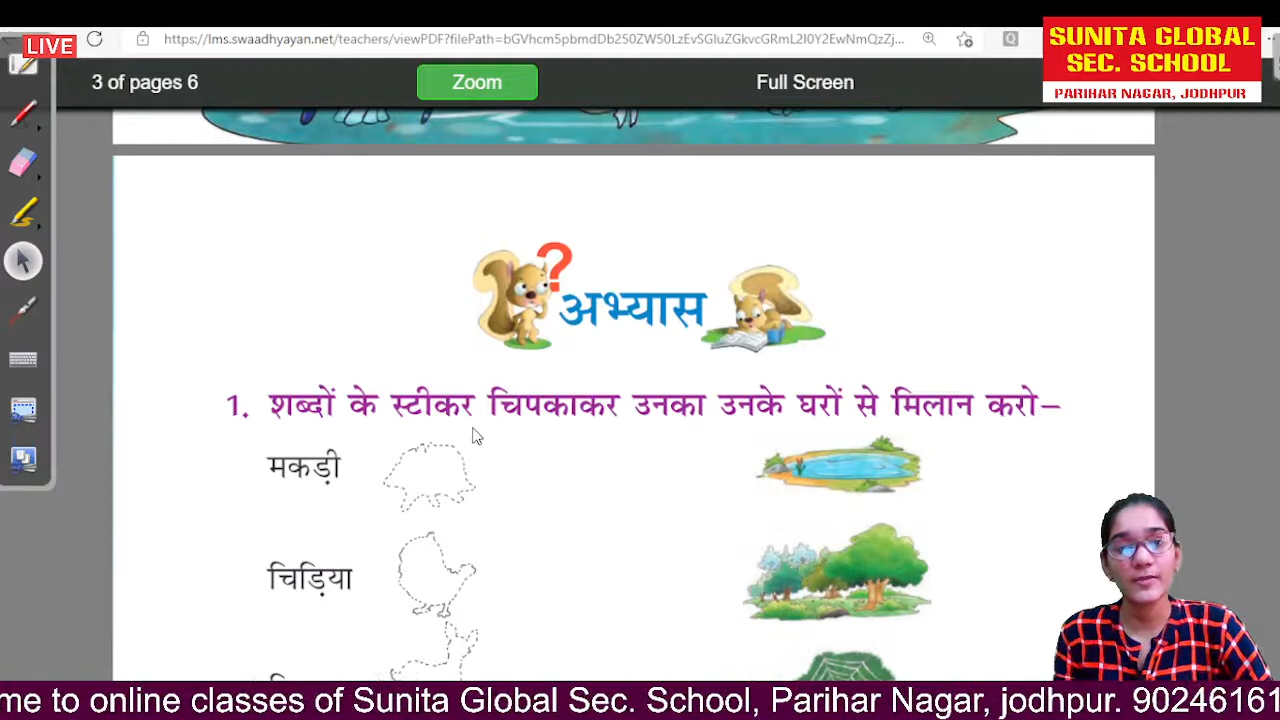 LIVE
https://lms.swaadhyayan.net/teachers/viewPDF?filePath=bGVhcm5pbmdDb250ZW50LzEvSGluZGkvcGRmL2I0Y2EwNmQzZj...
SUNITA GLOBAL
SEC. SCHOOL
PARIHAR NAGAR, JODHPUR
3 of pages 6
Zoom
Full Screen
?
अभ्यास
1. शब्दों के स्टीकर चिपकाकर उनका उनके घरों से मिलान करो–
मकड़ी
चिड़िया
me to online classes of Sunita Global Sec. School, Parihar Nagar, jodhpur. 90246161